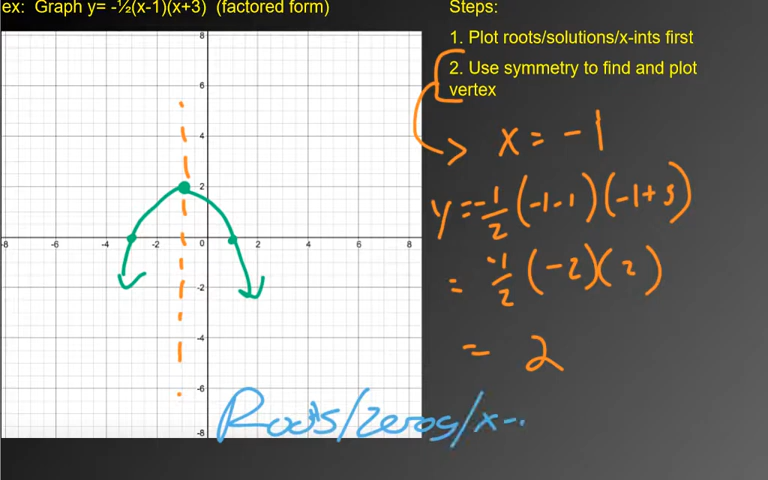 ex: Graph y= -½(x-1)(x+3) (factored form)
Steps:
1. Plot roots/solutions/x-ints first
2. Use symmetry to find and plot
vertex
x = -1
y = -1/2 (-1-1)(-1+3)
= -1/2 (-2)(2)
= 2
8
6
4
2
-8 -6 -4 -2 0 2 4 6 8
-2
-4
-6
-8
Roots/zeros/x-